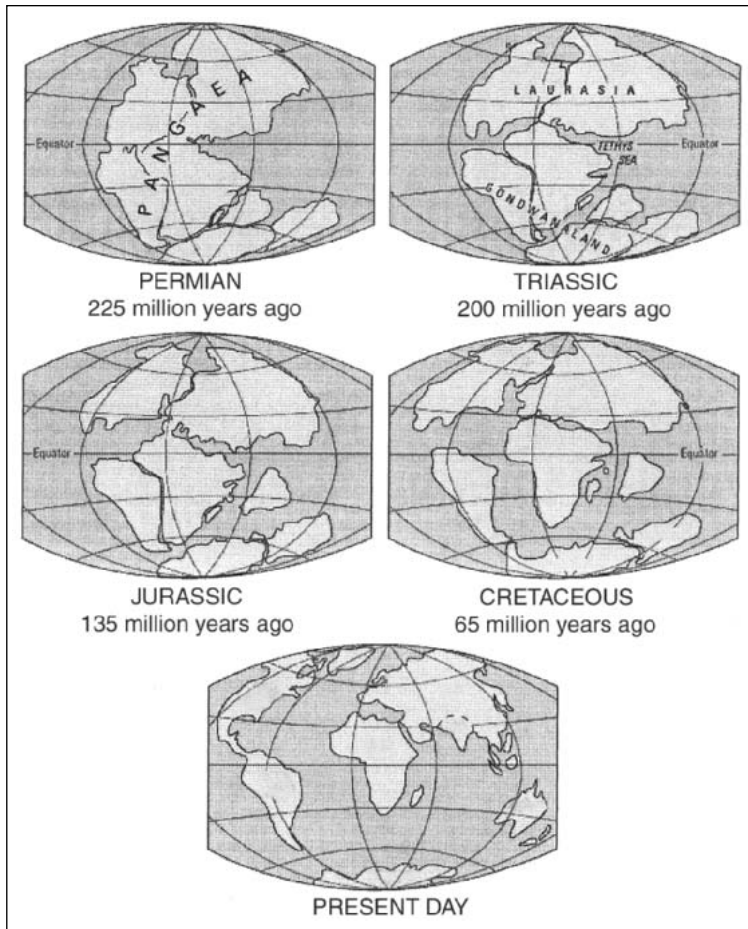 PANGAEA
Equator
PERMIAN
225 million years ago
LAURASIA
TETHYS
SEA
Equator
GONDWANALAND
TRIASSIC
200 million years ago
Equator
JURASSIC
135 million years ago
Equator
CRETACEOUS
65 million years ago
PRESENT DAY